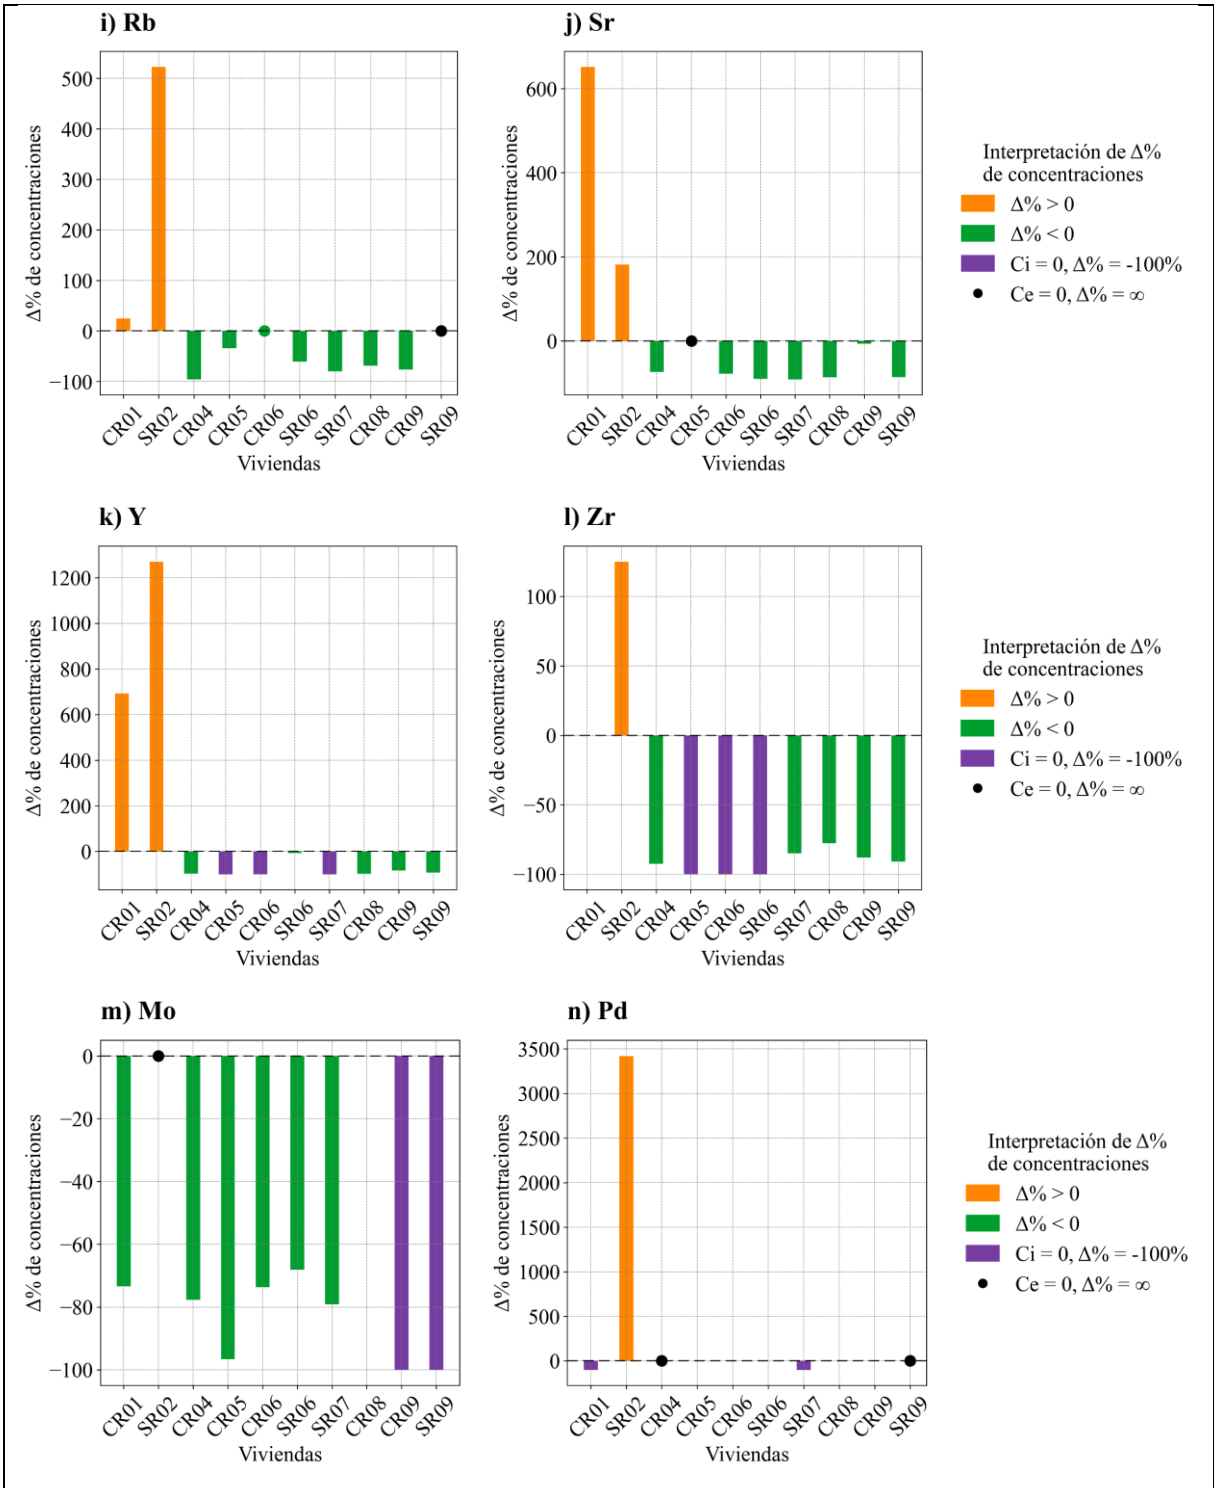 i) Rb
Δ% de concentraciones
500
400
300
200
100
0
−100
CR01 SR02 CR04 CR05 CR06 SR06 SR07 CR08 CR09 SR09
Viviendas
j) Sr
Δ% de concentraciones
600
400
200
0
CR01 SR02 CR04 CR05 CR06 SR06 SR07 CR08 CR09 SR09
Viviendas
Interpretación de Δ%
de concentraciones
Δ% > 0
Δ% < 0
Ci = 0, Δ% = -100%
Ce = 0, Δ% = ∞
k) Y
Δ% de concentraciones
1200
1000
800
600
400
200
0
CR01 SR02 CR04 CR05 CR06 SR06 SR07 CR08 CR09 SR09
Viviendas
l) Zr
Δ% de concentraciones
100
50
0
−50
−100
CR01 SR02 CR04 CR05 CR06 SR06 SR07 CR08 CR09 SR09
Viviendas
Interpretación de Δ%
de concentraciones
Δ% > 0
Δ% < 0
Ci = 0, Δ% = -100%
Ce = 0, Δ% = ∞
m) Mo
Δ% de concentraciones
0
−20
−40
−60
−80
−100
CR01 SR02 CR04 CR05 CR06 SR06 SR07 CR08 CR09 SR09
Viviendas
n) Pd
Δ% de concentraciones
3500
3000
2500
2000
1500
1000
500
0
CR01 SR02 CR04 CR05 CR06 SR06 SR07 CR08 CR09 SR09
Viviendas
Interpretación de Δ%
de concentraciones
Δ% > 0
Δ% < 0
Ci = 0, Δ% = -100%
Ce = 0, Δ% = ∞